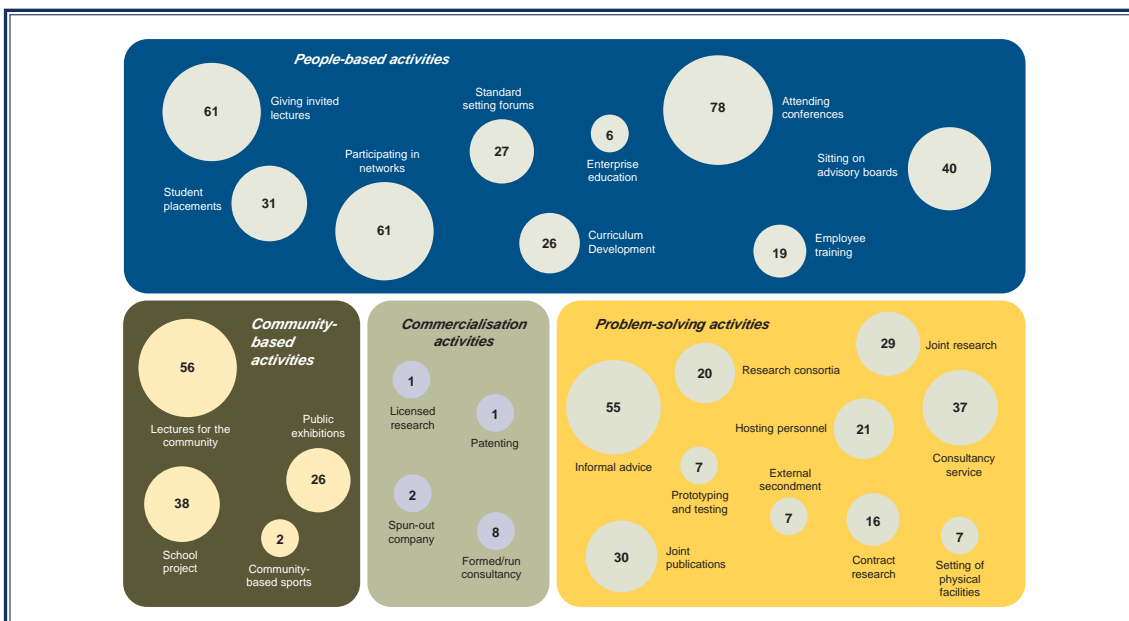 People-based activities
61
Giving invited
lectures
Standard
setting forums
27
6
Enterprise
education
78
Attending
conferences
Sitting on
advisory boards
40
Student
placements
31
Participating in
networks
61
26
Curriculum
Development
19
Employee
training
Community-
based
activities
56
Lectures for the
community
Public
exhibitions
26
38
School
project
2
Community-
based sports
Commercialisation
activities
1
Licensed
research
1
Patenting
2
Spun-out
company
8
Formed/run
consultancy
Problem-solving activities
55
Informal advice
20
Research consortia
29
Joint research
Hosting personnel
21
37
Consultancy
service
7
Prototyping
and testing
External
secondment
7
16
Contract
research
7
Setting of
physical
facilities
30
Joint
publications